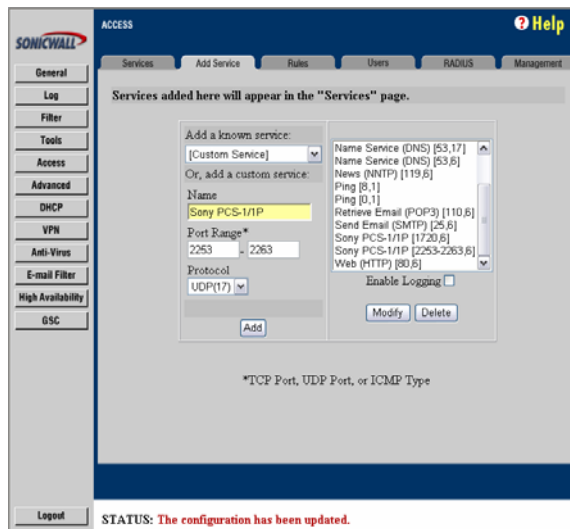 ACCESS
? Help
SONICWALL
Services
Add Service
Rules
Users
RADIUS
Management
General
Log
Filter
Tools
Access
Advanced
DHCP
VPN
Anti-Virus
E-mail Filter
High Availability
GSC
Logout
Services added here will appear in the "Services" page.
Add a known service:
[Custom Service]
Or, add a custom service:
Name
Sony PCS-1/1P
Port Range*
2253 - 2263
Protocol
UDP(17)
Add
Name Service (DNS) [53,17]
Name Service (DNS) [53,6]
News (NNTP) [119,6]
Ping [8,1]
Ping [0,1]
Retrieve Email (POP3) [110,6]
Send Email (SMTP) [25,6]
Sony PCS-1/1P [1720,6]
Sony PCS-1/1P [2253-2263,6]
Web (HTTP) [80,6]
Enable Logging
Modify
Delete
*TCP Port, UDP Port, or ICMP Type
STATUS: The configuration has been updated.